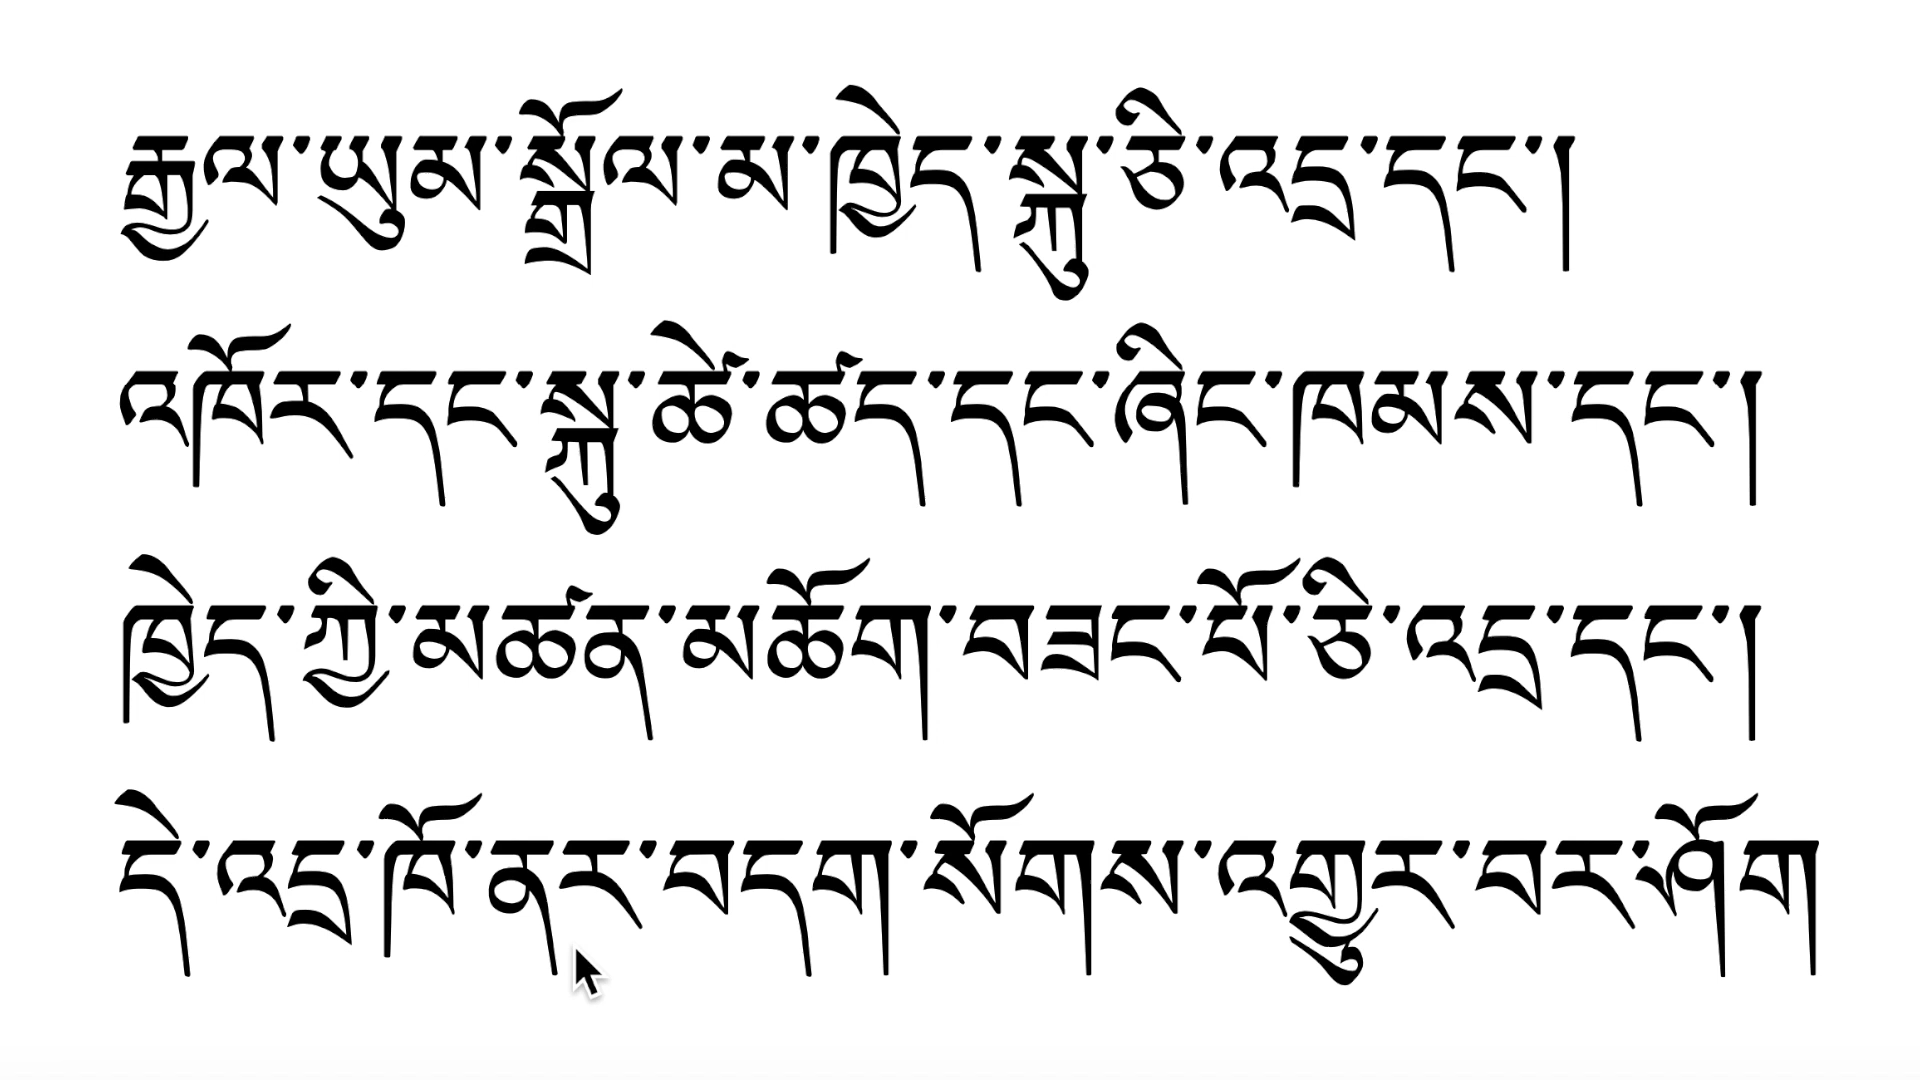 རྒྱལ་ཡུམ་སྒྲོལ་མ་ཁྱེད་སྐུ་ཅི་འདྲ་དང་།
འཁོར་དང་སྐུ་ཚེ་ཚད་དང་ཞིང་ཁམས་དང་།
ཁྱེད་ཀྱི་མཚན་མཆོག་བཟང་པོ་ཅི་འདྲ་དང་།
དེ་འདྲ་ཁོ་ནར་བདག་སོགས་འགྱུར་བར་ཤོག